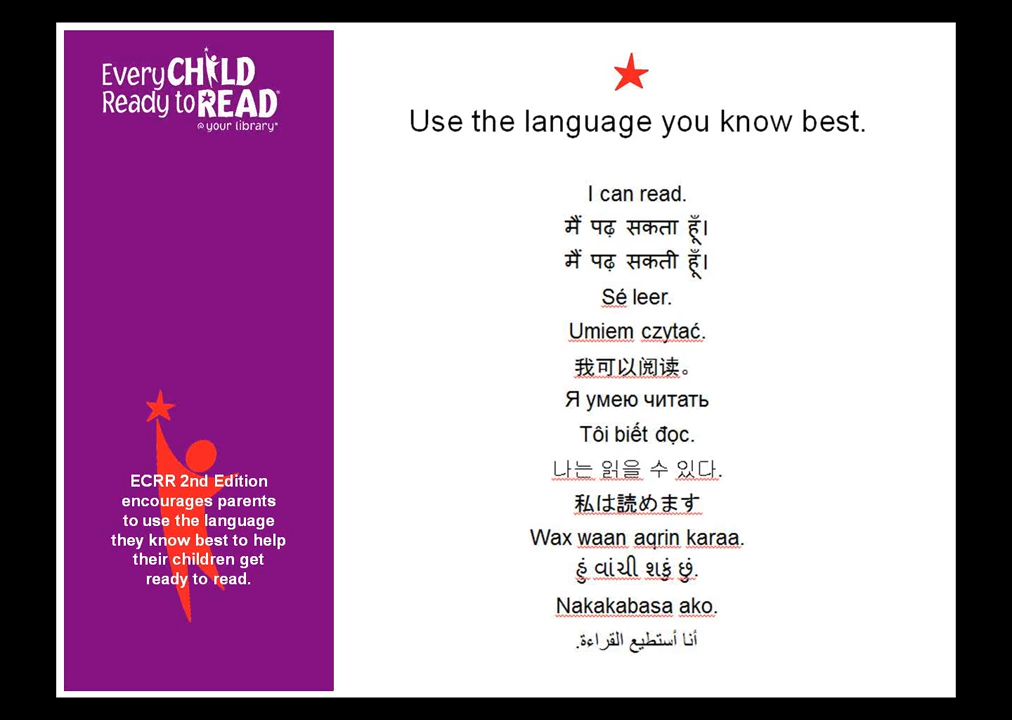 Every CHILD
Ready to READ®
@ your library®
Use the language you know best.
I can read.
मैं पढ़ सकता हूँ।
मैं पढ़ सकती हूँ।
Sé leer.
Umiem czytać.
我可以阅读。
Я умею читать
Tôi biết đọc.
나는 읽을 수 있다.
私は読めます
Wax waan aqrin karaa.
હું વાંચી શકું છું.
Nakakabasa ako.
أنا أستطيع القراءة.
ECRR 2nd Edition
encourages parents
to use the language
they know best to help
their children get
ready to read.